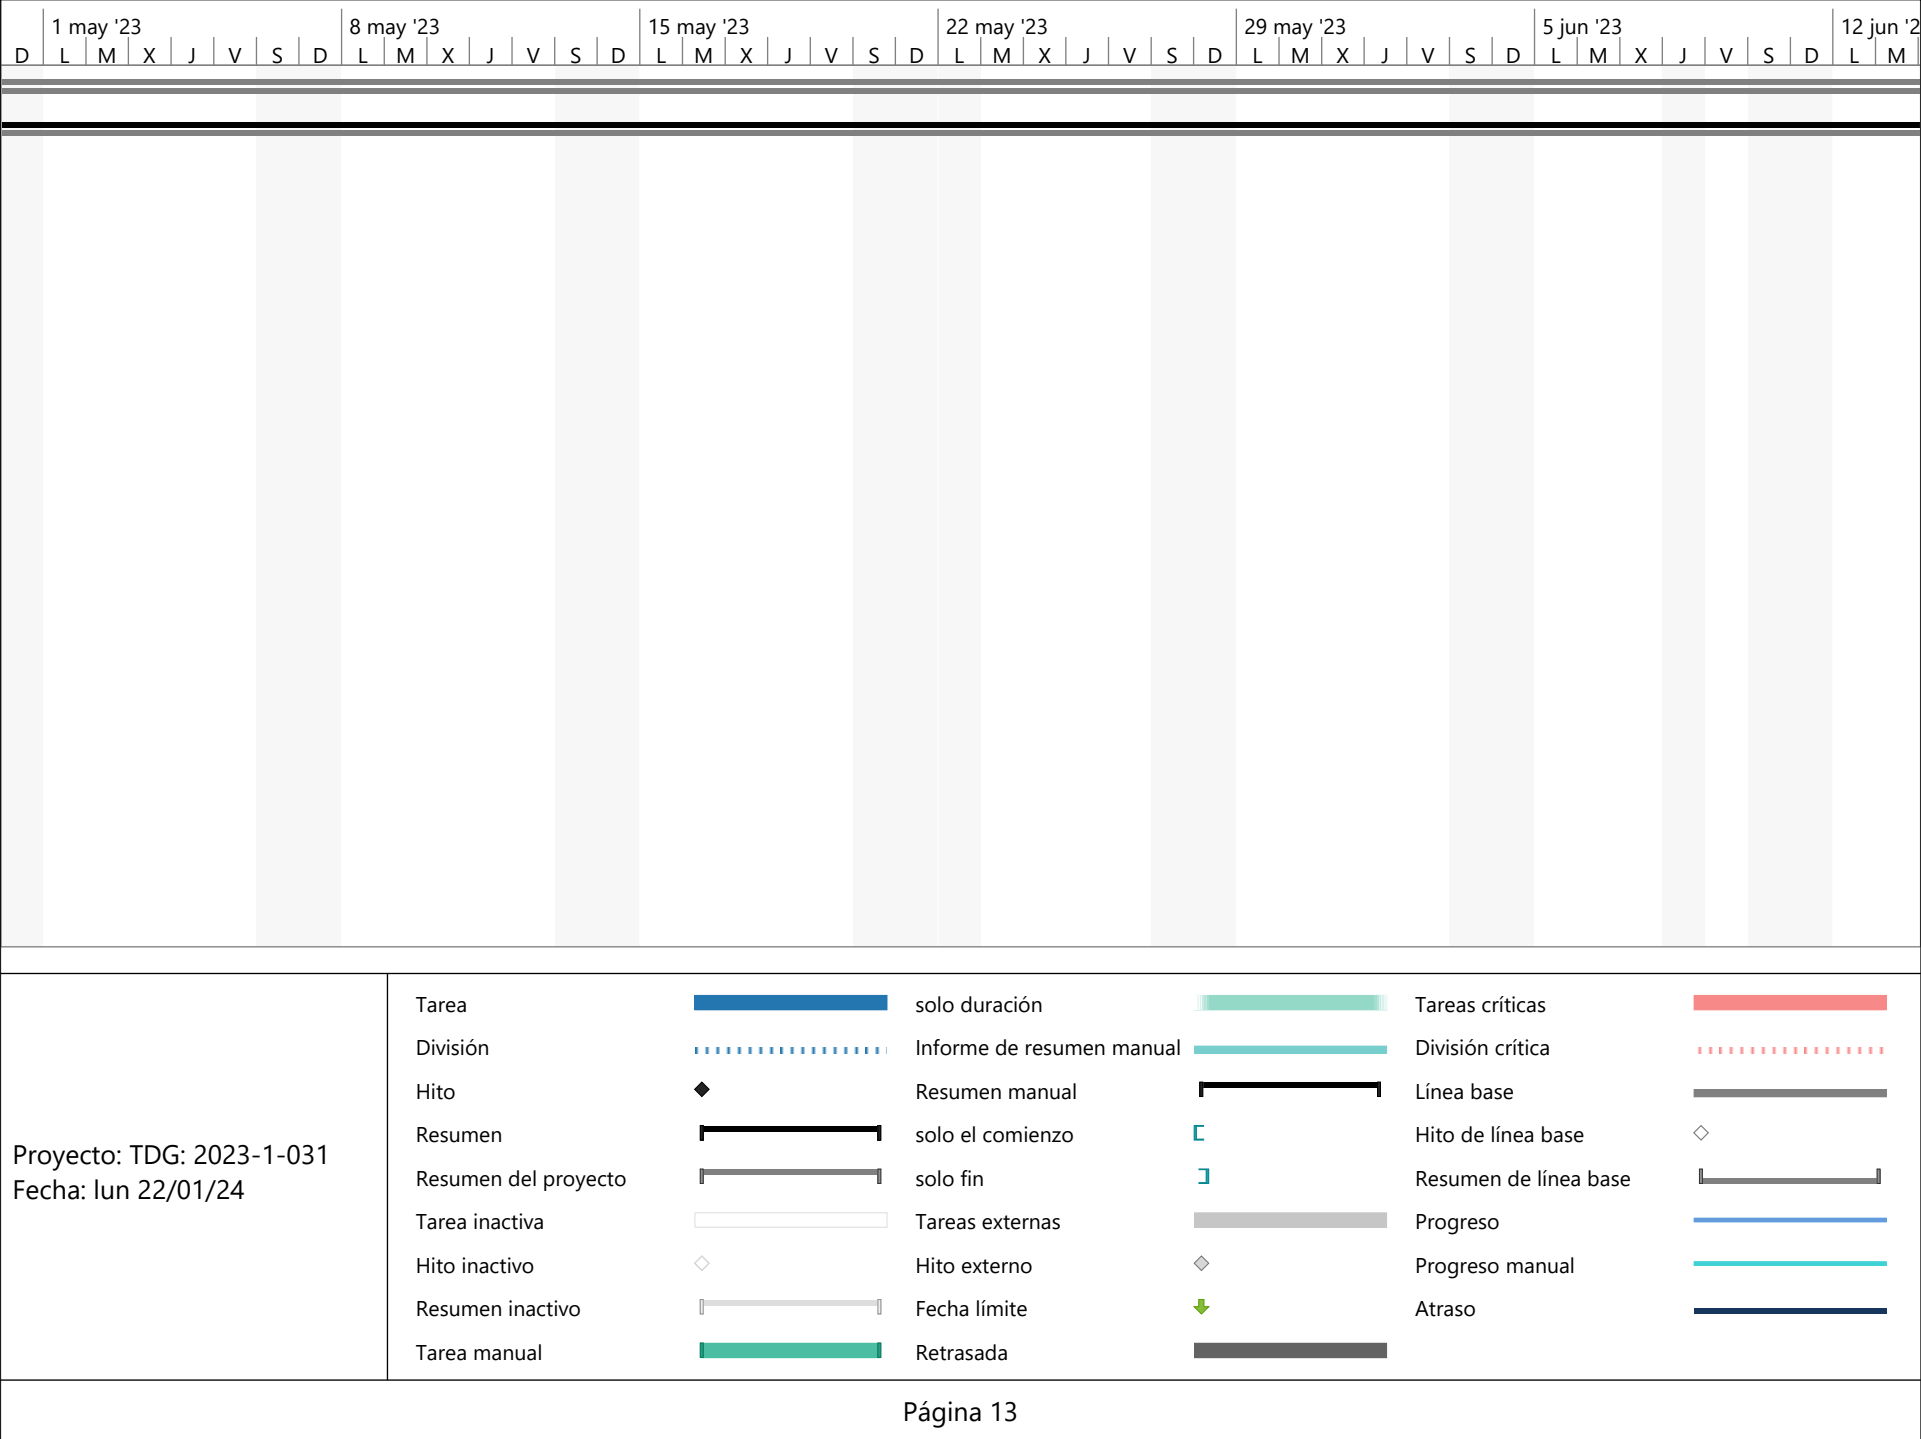 1 may '23 8 may '23 15 may '23 22 may '23 29 may '23 5 jun '23 12 jun '2
D L M X J V S D L M X J V S D L M X J V S D L M X J V S D L M X J V S D L M X J V S D L M
Tarea
División
Hito
Resumen
Resumen del proyecto
Tarea inactiva
Hito inactivo
Resumen inactivo
Tarea manual
solo duración
Informe de resumen manual
Resumen manual
solo el comienzo
solo fin
Tareas externas
Hito externo
Fecha límite
Retrasada
Tareas críticas
División crítica
Línea base
Hito de línea base
Resumen de línea base
Progreso
Progreso manual
Atraso
Proyecto: TDG: 2023-1-031
Fecha: lun 22/01/24
Página 13